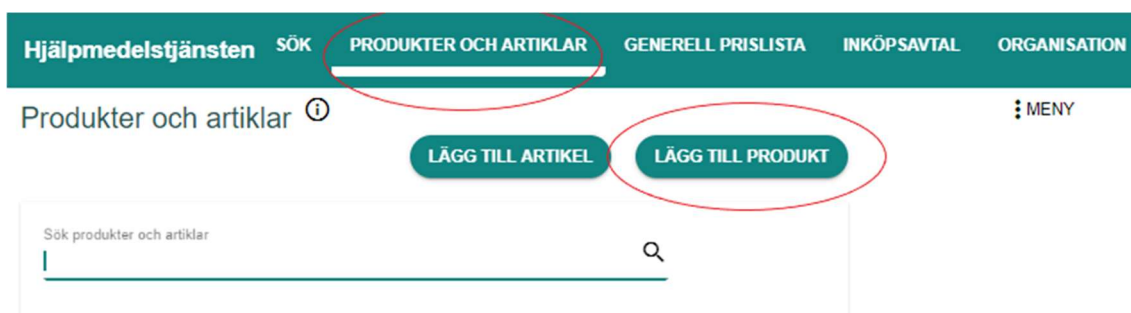 Hjälpmedelstjänsten SÖK PRODUKTER OCH ARTIKLAR GENERELL PRISLISTA INKÖPSAVTAL ORGANISATION
Produkter och artiklar
MENY
LÄGG TILL ARTIKEL LÄGG TILL PRODUKT
Sök produkter och artiklar